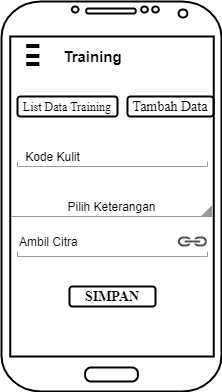 Training
List Data Training
Tambah Data
Kode Kulit
Pilih Keterangan
Ambil Citra
SIMPAN